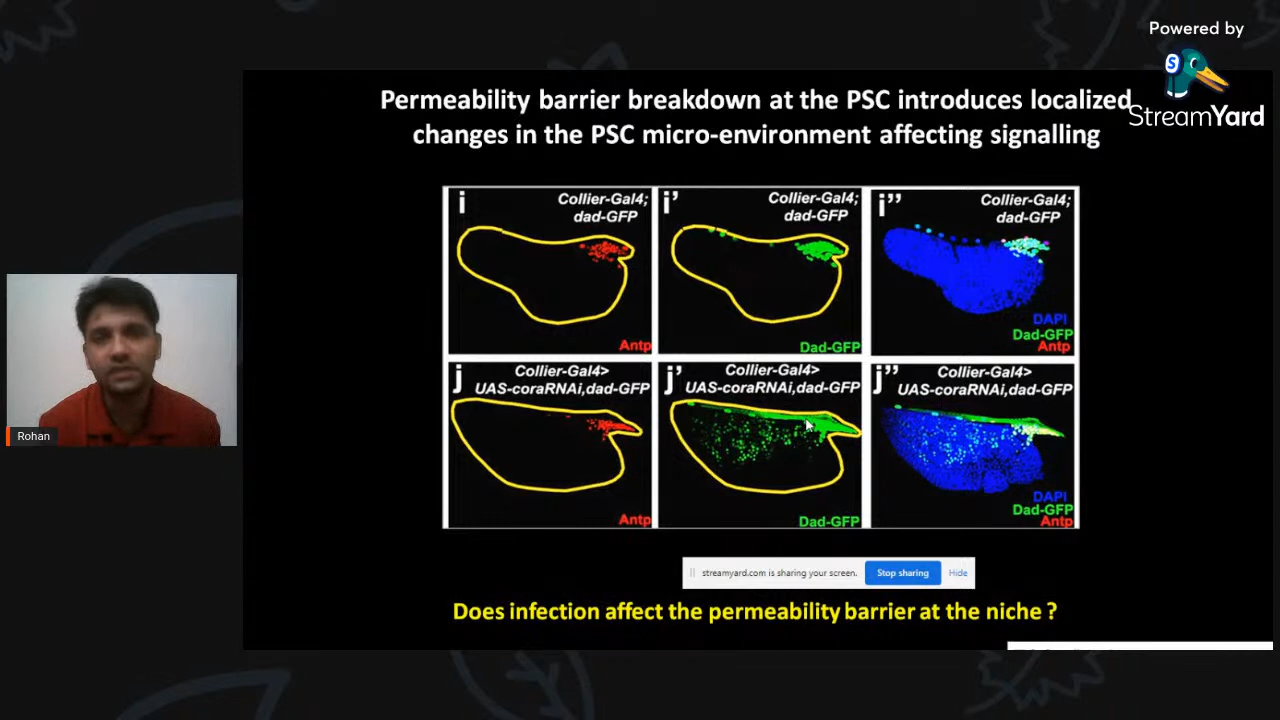 Powered by
StreamYard
Permeability barrier breakdown at the PSC introduces localized
changes in the PSC micro-environment affecting signalling
i
Collier-Gal4;
dad-GFP
Antp
i’
Collier-Gal4;
dad-GFP
Dad-GFP
i”
Collier-Gal4;
dad-GFP
DAPI
Dad-GFP
Antp
j
Collier-Gal4>
UAS-coraRNAi,dad-GFP
Antp
j’
Collier-Gal4>
UAS-coraRNAi,dad-GFP
Dad-GFP
j”
Collier-Gal4>
UAS-coraRNAi,dad-GFP
DAPI
Dad-GFP
Antp
Rohan
streamyard.com is sharing your screen. Stop sharing Hide
Does infection affect the permeability barrier at the niche ?